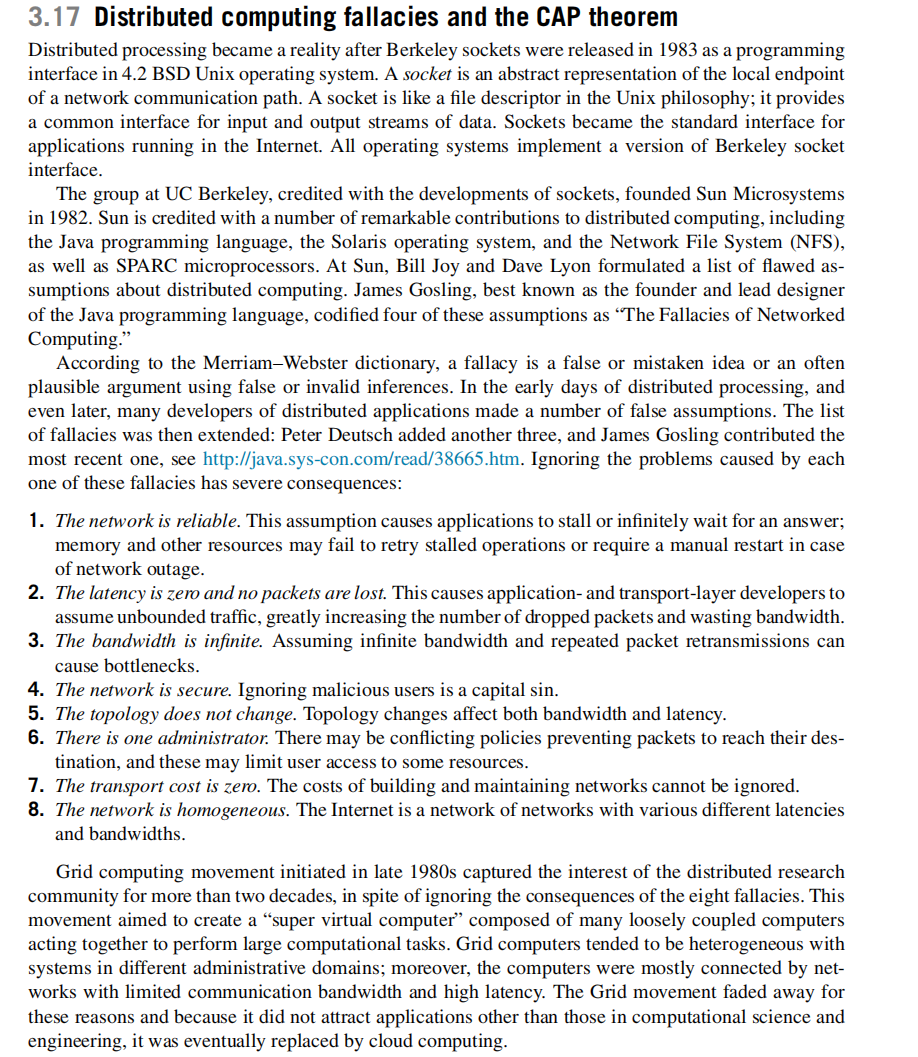 3.17 Distributed computing fallacies and the CAP theorem
Distributed processing became a reality after Berkeley sockets were released in 1983 as a programming
interface in 4.2 BSD Unix operating system. A socket is an abstract representation of the local endpoint
of a network communication path. A socket is like a file descriptor in the Unix philosophy; it provides
a common interface for input and output streams of data. Sockets became the standard interface for
applications running in the Internet. All operating systems implement a version of Berkeley socket
interface.
The group at UC Berkeley, credited with the developments of sockets, founded Sun Microsystems
in 1982. Sun is credited with a number of remarkable contributions to distributed computing, including
the Java programming language, the Solaris operating system, and the Network File System (NFS),
as well as SPARC microprocessors. At Sun, Bill Joy and Dave Lyon formulated a list of flawed as-
sumptions about distributed computing. James Gosling, best known as the founder and lead designer
of the Java programming language, codified four of these assumptions as “The Fallacies of Networked
Computing.”
According to the Merriam–Webster dictionary, a fallacy is a false or mistaken idea or an often
plausible argument using false or invalid inferences. In the early days of distributed processing, and
even later, many developers of distributed applications made a number of false assumptions. The list
of fallacies was then extended: Peter Deutsch added another three, and James Gosling contributed the
most recent one, see http://java.sys-con.com/read/38665.htm. Ignoring the problems caused by each
one of these fallacies has severe consequences:
1. The network is reliable. This assumption causes applications to stall or infinitely wait for an answer;
memory and other resources may fail to retry stalled operations or require a manual restart in case
of network outage.
2. The latency is zero and no packets are lost. This causes application- and transport-layer developers to
assume unbounded traffic, greatly increasing the number of dropped packets and wasting bandwidth.
3. The bandwidth is infinite. Assuming infinite bandwidth and repeated packet retransmissions can
cause bottlenecks.
4. The network is secure. Ignoring malicious users is a capital sin.
5. The topology does not change. Topology changes affect both bandwidth and latency.
6. There is one administrator. There may be conflicting policies preventing packets to reach their des-
tination, and these may limit user access to some resources.
7. The transport cost is zero. The costs of building and maintaining networks cannot be ignored.
8. The network is homogeneous. The Internet is a network of networks with various different latencies
and bandwidths.
Grid computing movement initiated in late 1980s captured the interest of the distributed research
community for more than two decades, in spite of ignoring the consequences of the eight fallacies. This
movement aimed to create a “super virtual computer” composed of many loosely coupled computers
acting together to perform large computational tasks. Grid computers tended to be heterogeneous with
systems in different administrative domains; moreover, the computers were mostly connected by net-
works with limited communication bandwidth and high latency. The Grid movement faded away for
these reasons and because it did not attract applications other than those in computational science and
engineering, it was eventually replaced by cloud computing.